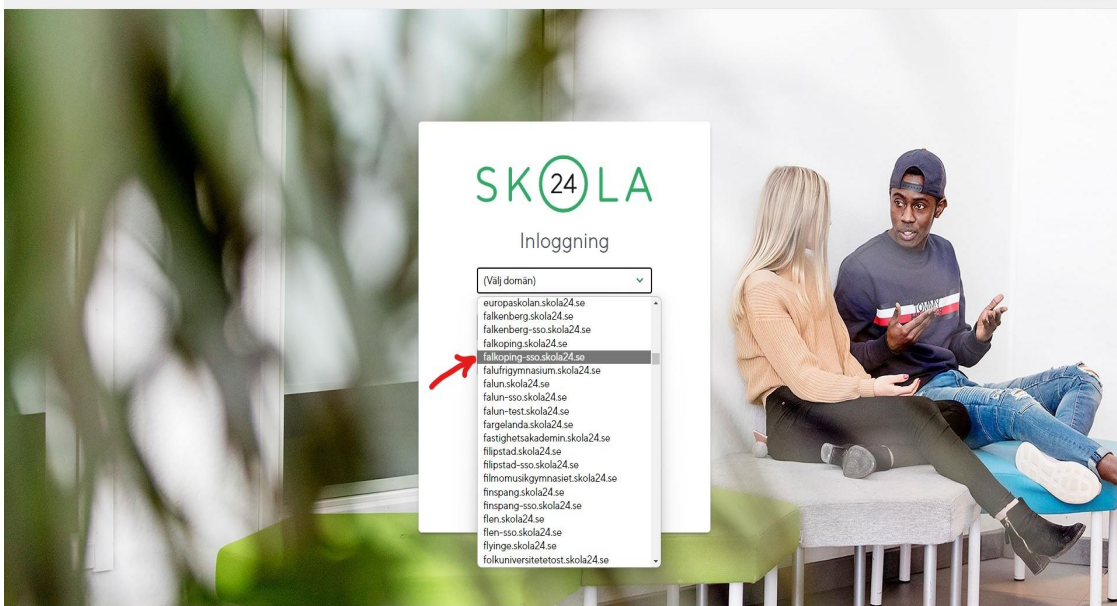 SK24LA
Inloggning
(Välj domän)
europaskolan.skola24.se
falkenberg.skola24.se
falkenberg-sso.skola24.se
falkoping.skola24.se
falkoping-sso.skola24.se
falufrigymnasium.skola24.se
falun.skola24.se
falun-sso.skola24.se
falun-test.skola24.se
fargelanda.skola24.se
fastighetsakademin.skola24.se
filipstad.skola24.se
filipstad-sso.skola24.se
filmomusikgymnasiet.skola24.se
finspang.skola24.se
finspang-sso.skola24.se
flen.skola24.se
flen-sso.skola24.se
flyinge.skola24.se
folkuniversitetetost.skola24.se
TOMMY